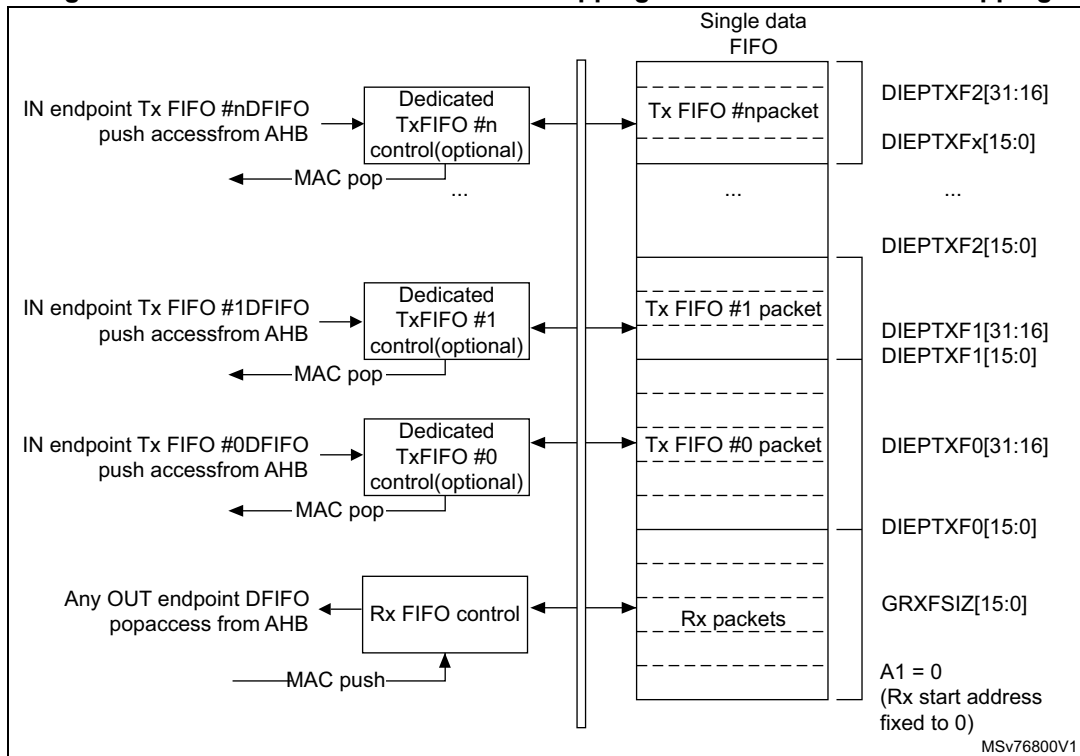 Single data
FIFO
IN endpoint Tx FIFO #nDFIFO
push accessfrom AHB
Dedicated
TxFIFO #n
control(optional)
MAC pop
...
Tx FIFO #npacket
DIEPTXF2[31:16]
DIEPTXFx[15:0]
...
...
DIEPTXF2[15:0]
IN endpoint Tx FIFO #1DFIFO
push accessfrom AHB
Dedicated
TxFIFO #1
control(optional)
MAC pop
Tx FIFO #1 packet
DIEPTXF1[31:16]
DIEPTXF1[15:0]
IN endpoint Tx FIFO #0DFIFO
push accessfrom AHB
Dedicated
TxFIFO #0
control(optional)
MAC pop
Tx FIFO #0 packet
DIEPTXF0[31:16]
DIEPTXF0[15:0]
Any OUT endpoint DFIFO
popaccess from AHB
Rx FIFO control
MAC push
Rx packets
GRXFSIZ[15:0]
A1 = 0
(Rx start address
fixed to 0)
MSv76800V1